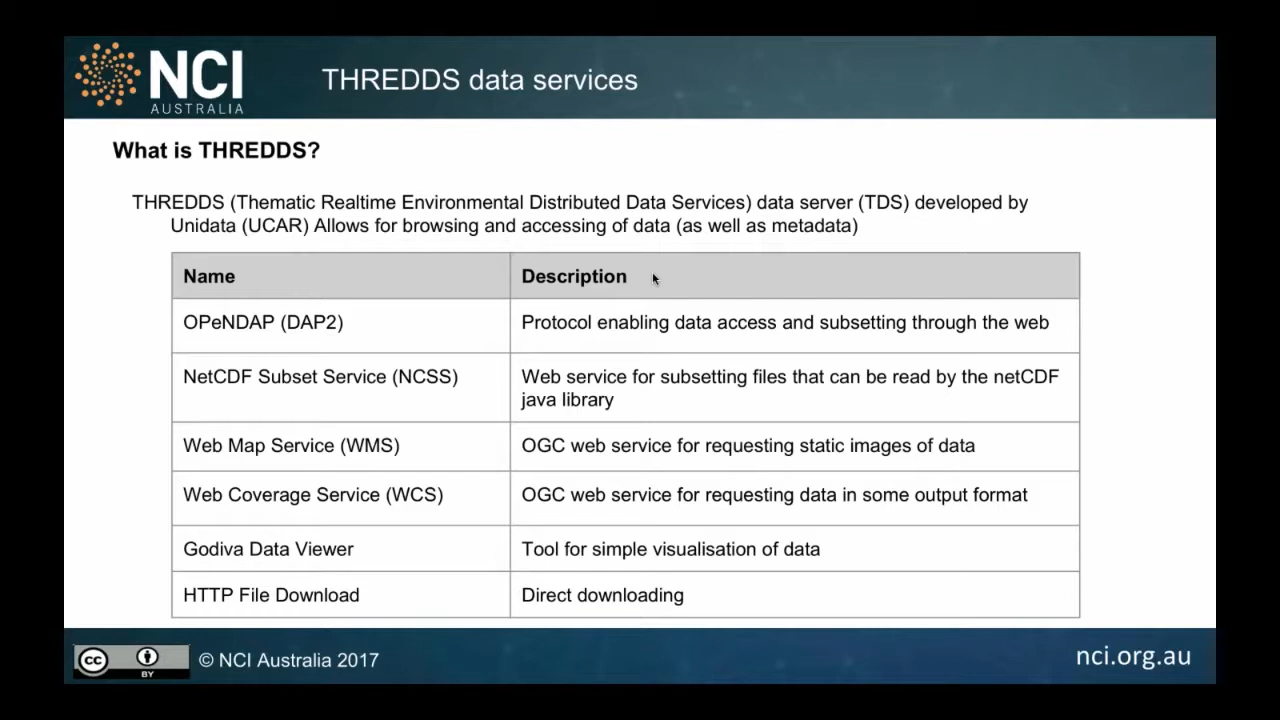 NCI
AUSTRALIA
THREDDS data services
What is THREDDS?
THREDDS (Thematic Realtime Environmental Distributed Data Services) data server (TDS) developed by
Unidata (UCAR) Allows for browsing and accessing of data (as well as metadata)
Name Description
OPeNDAP (DAP2) Protocol enabling data access and subsetting through the web
NetCDF Subset Service (NCSS) Web service for subsetting files that can be read by the netCDF
java library
Web Map Service (WMS) OGC web service for requesting static images of data
Web Coverage Service (WCS) OGC web service for requesting data in some output format
Godiva Data Viewer Tool for simple visualisation of data
HTTP File Download Direct downloading
cc BY © NCI Australia 2017 nci.org.au